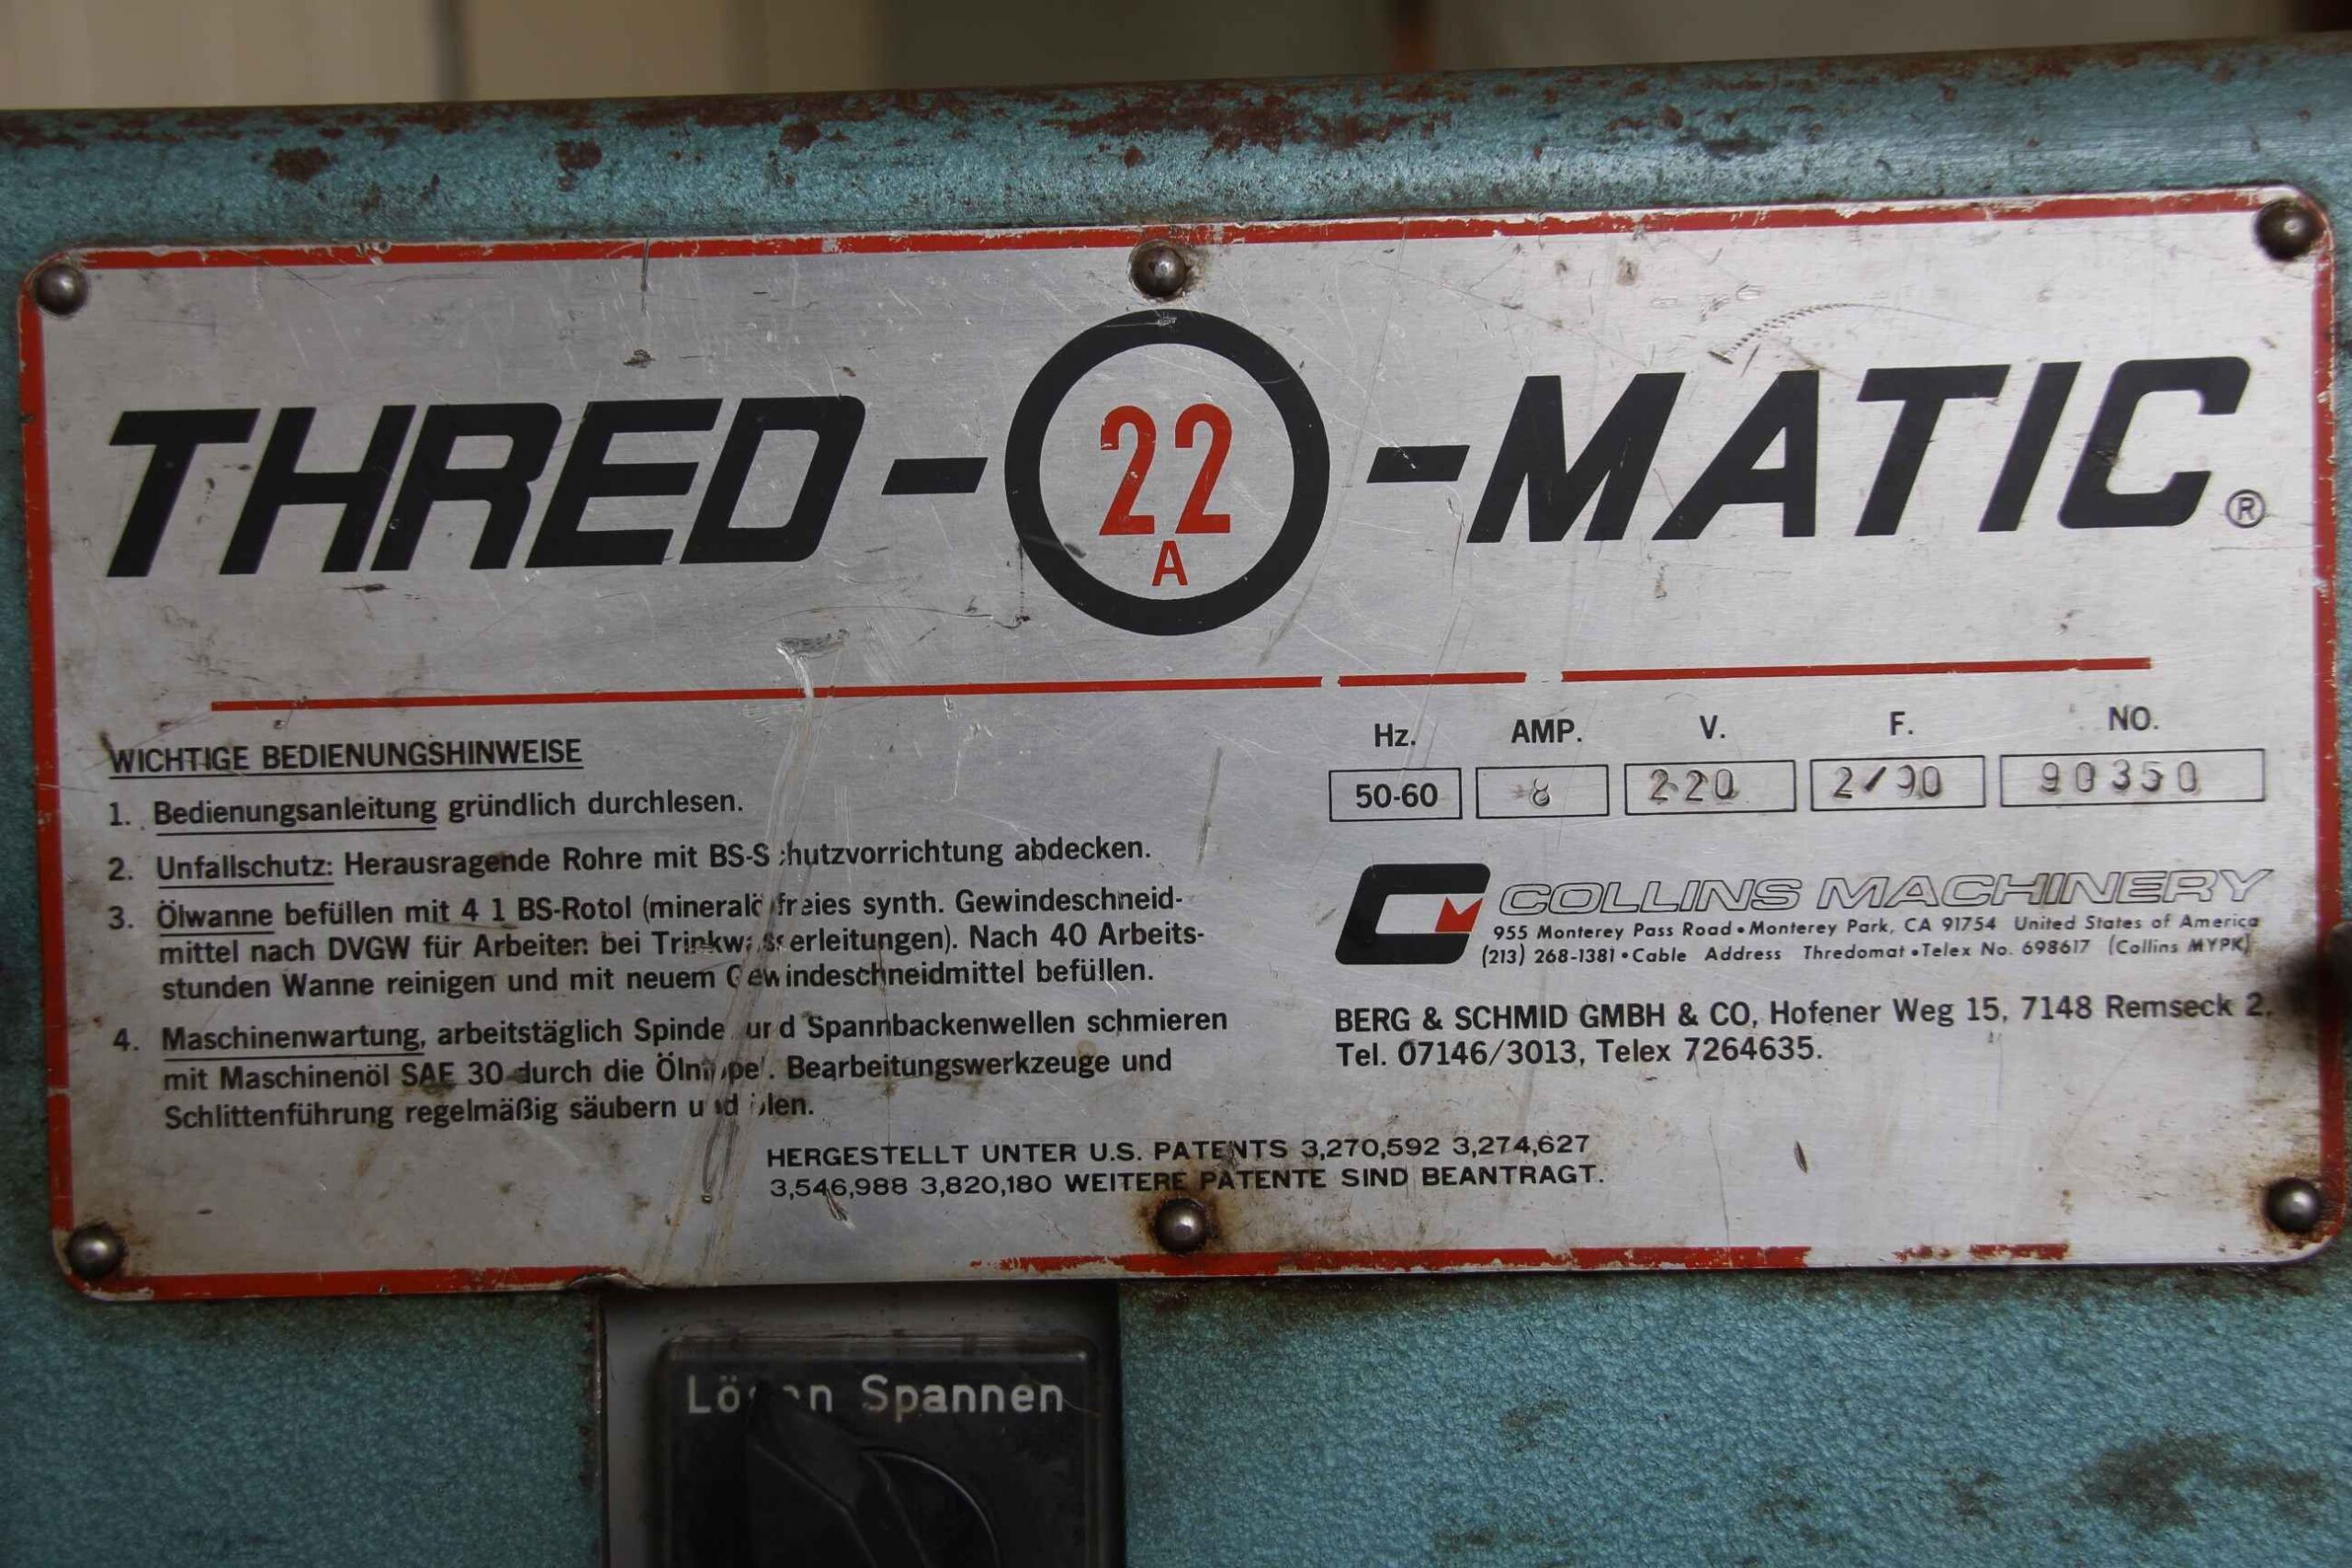 THRED-22-MATIC®
A
WICHTIGE BEDIENUNGSHINWEISE
1. Bedienungsanleitung gründlich durchlesen.
2. Unfallschutz: Herausragende Rohre mit BS-Schutzvorrichtung abdecken.
3. Ölwanne befüllen mit 4 1 BS-Rotol (mineralölfreies synth. Gewindeschneid-
mittel nach DVGW für Arbeiten bei Trinkwasserleitungen). Nach 40 Arbeits-
stunden Wanne reinigen und mit neuem Gewindeschneidmittel befüllen.
4. Maschinenwartung, arbeitstäglich Spindel und Spannbackenwellen schmieren
mit Maschinenöl SAE 30 durch die Ölnippel. Bearbeitungswerkzeuge und
Schlittenführung regelmäßig säubern und ölen.
Hz. AMP. V. F. NO.
50-60 8 220 2/90 90350
COLLINS MACHINERY
955 Monterey Pass Road • Monterey Park, CA 91754 United States of America
(213) 268-1381 • Cable Address Thredomat • Telex No. 698617 (Collins MYPK)
BERG & SCHMID GMBH & CO, Hofener Weg 15, 7148 Remseck 2,
Tel. 07146/3013, Telex 7264635.
HERGESTELLT UNTER U.S. PATENTS 3,270,592 3,274,627
3,546,988 3,820,180 WEITERE PATENTE SIND BEANTRAGT.
Lösen Spannen